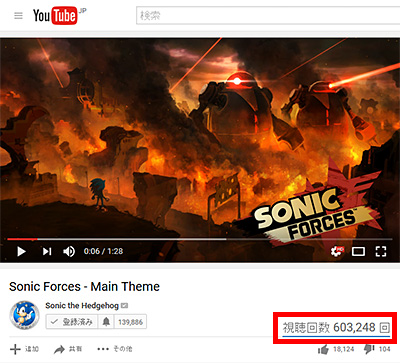 YouTube JP
検索
SONIC
FORCES
0:06 / 1:28
Sonic Forces - Main Theme
Sonic the Hedgehog
登録済み 139,886
視聴回数 603,248 回
追加 共有 その他 18,124 104